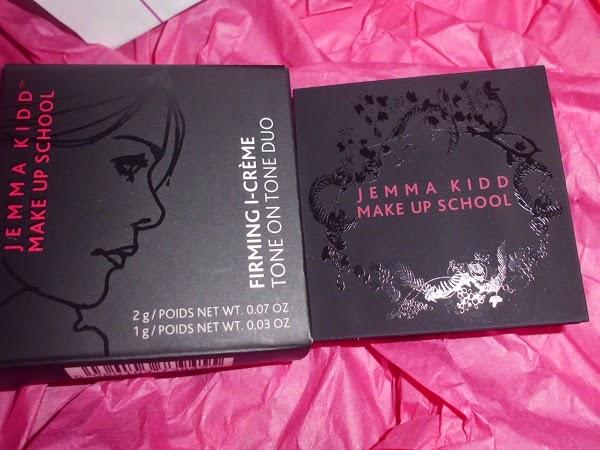 JEMMA KIDD™
MAKE UP SCHOOL
FIRMING I-CRÈME
TONE ON TONE DUO
2 g / POIDS NET WT. 0.07 OZ
1 g / POIDS NET WT. 0.03 OZ
JEMMA KIDD
MAKE UP SCHOOL